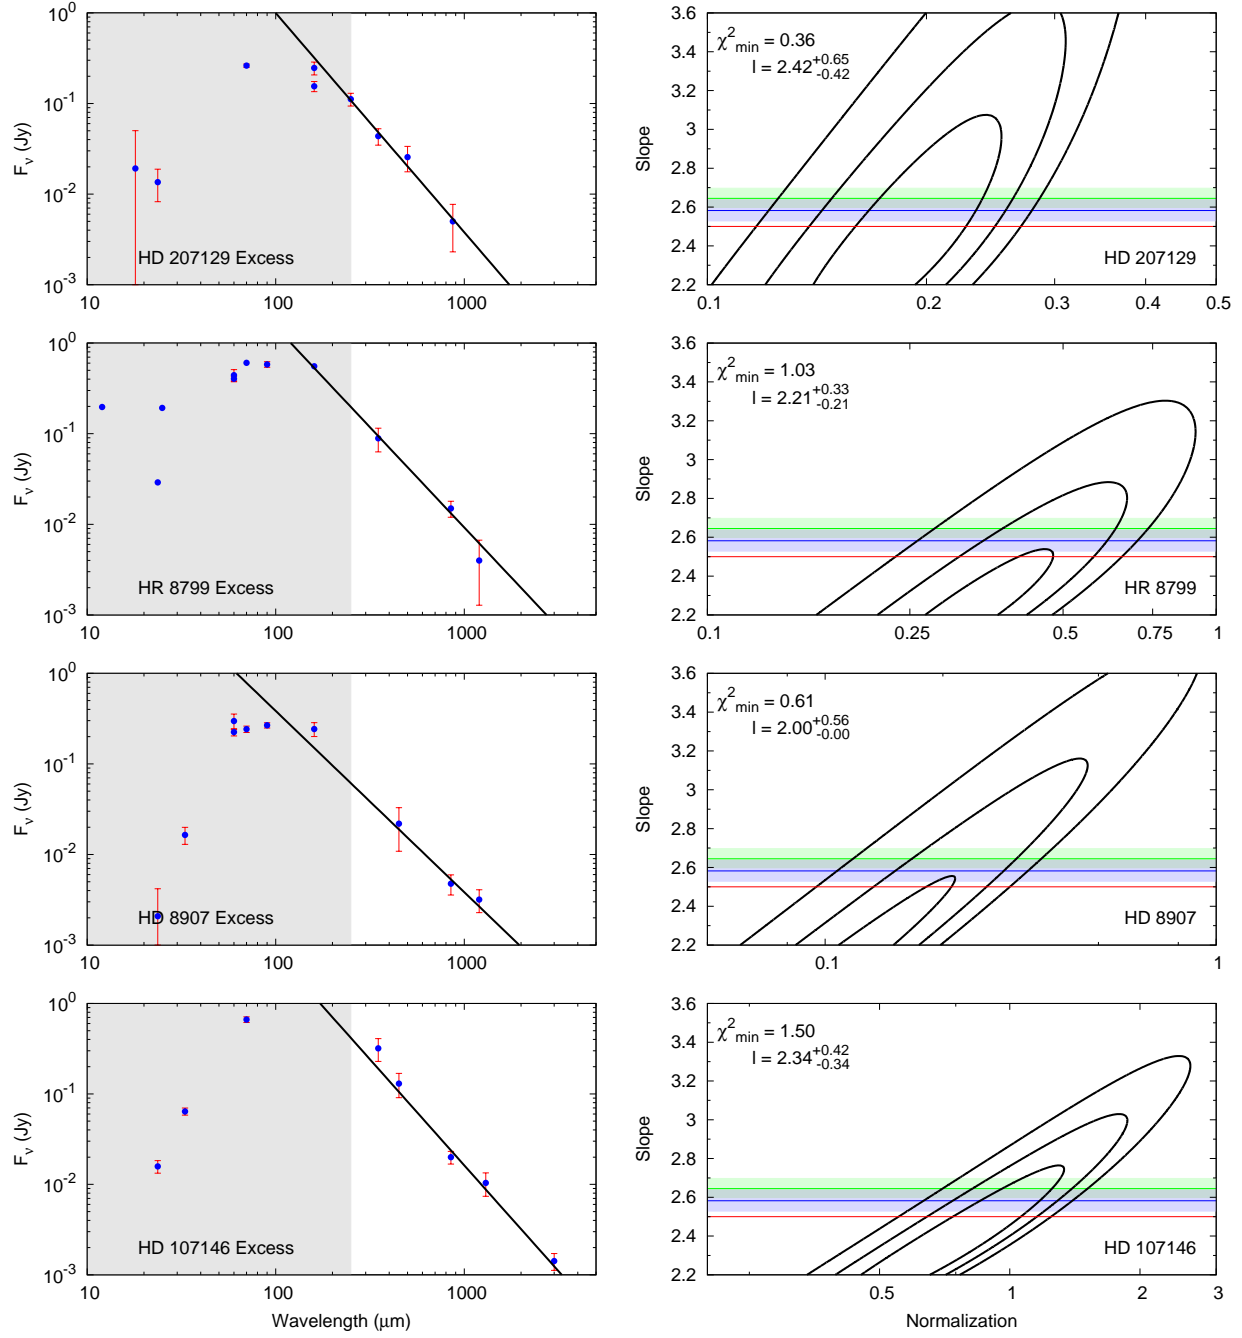 10^0
10^-1
10^-2
10^-3
F_ν (Jy)
HD 207129 Excess
10 100 1000
3.6
3.4
3.2
3
2.8
2.6
2.4
2.2
Slope
χ²_min = 0.36
l = 2.42^{+0.65}_{-0.42}
HD 207129
0.1 0.2 0.3 0.4 0.5
10^0
10^-1
10^-2
10^-3
F_ν (Jy)
HR 8799 Excess
10 100 1000
3.6
3.4
3.2
3
2.8
2.6
2.4
2.2
Slope
χ²_min = 1.03
l = 2.21^{+0.33}_{-0.21}
HR 8799
0.1 0.25 0.5 0.75 1
10^0
10^-1
10^-2
10^-3
F_ν (Jy)
HD 8907 Excess
10 100 1000
3.6
3.4
3.2
3
2.8
2.6
2.4
2.2
Slope
χ²_min = 0.61
l = 2.00^{+0.56}_{-0.00}
HD 8907
0.1 1
10^0
10^-1
10^-2
10^-3
F_ν (Jy)
HD 107146 Excess
10 100 1000
Wavelength (μm)
3.6
3.4
3.2
3
2.8
2.6
2.4
2.2
Slope
χ²_min = 1.50
l = 2.34^{+0.42}_{-0.34}
HD 107146
0.5 1 2 3
Normalization